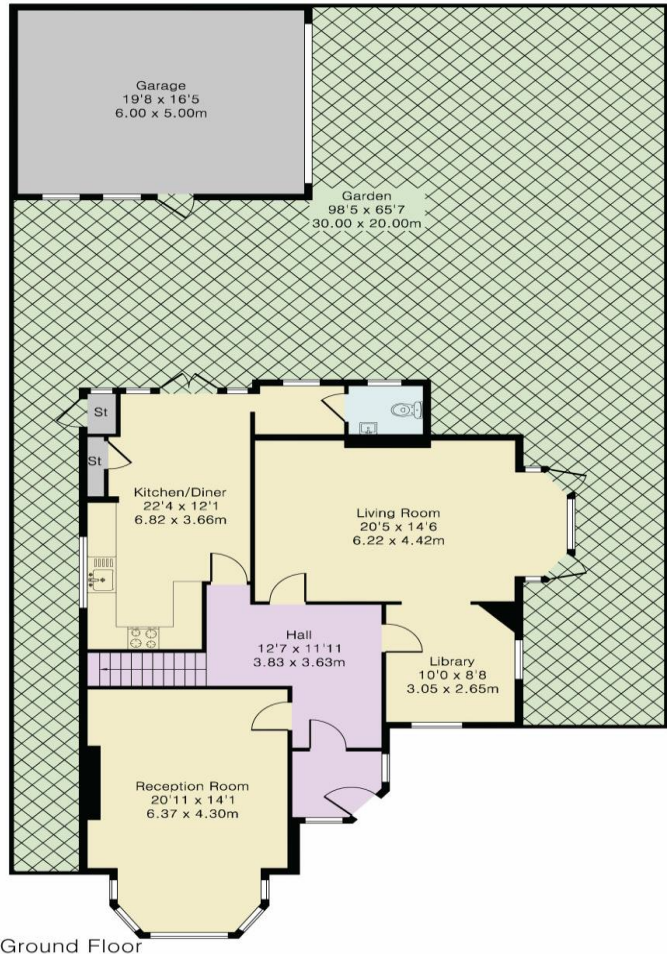 Garage
19'8 x 16'5
6.00 x 5.00m
Garden
98'5 x 65'7
30.00 x 20.00m
St
St
Kitchen/Diner
22'4 x 12'1
6.82 x 3.66m
Living Room
20'5 x 14'6
6.22 x 4.42m
Hall
12'7 x 11'11
3.83 x 3.63m
Library
10'0 x 8'8
3.05 x 2.65m
Reception Room
20'11 x 14'1
6.37 x 4.30m
Ground Floor